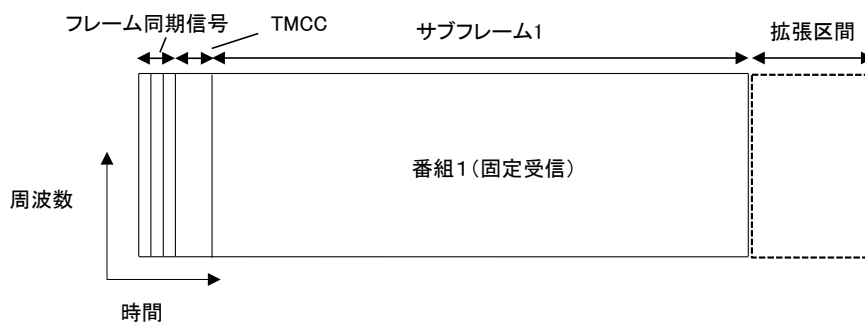 フレーム同期信号
TMCC
サブフレーム1
拡張区間
番組1(固定受信)
周波数
時間